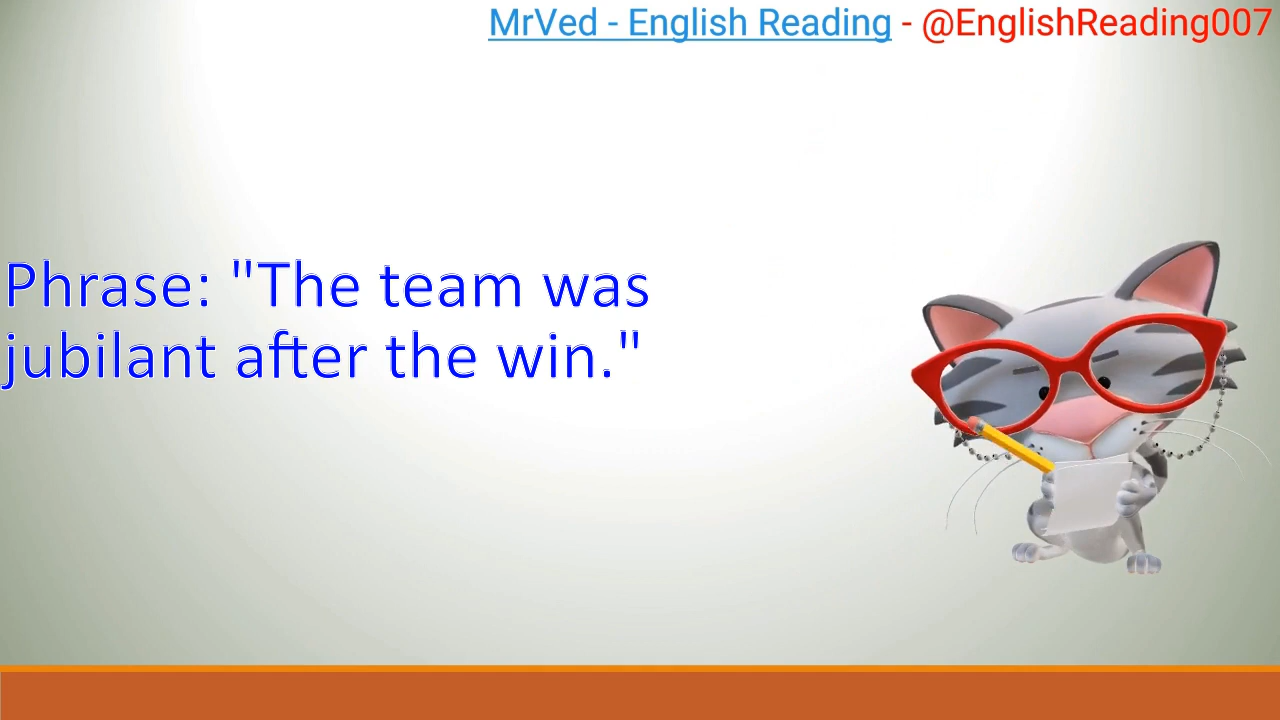 MrVed - English Reading - @EnglishReading007
Phrase: "The team was
jubilant after the win."